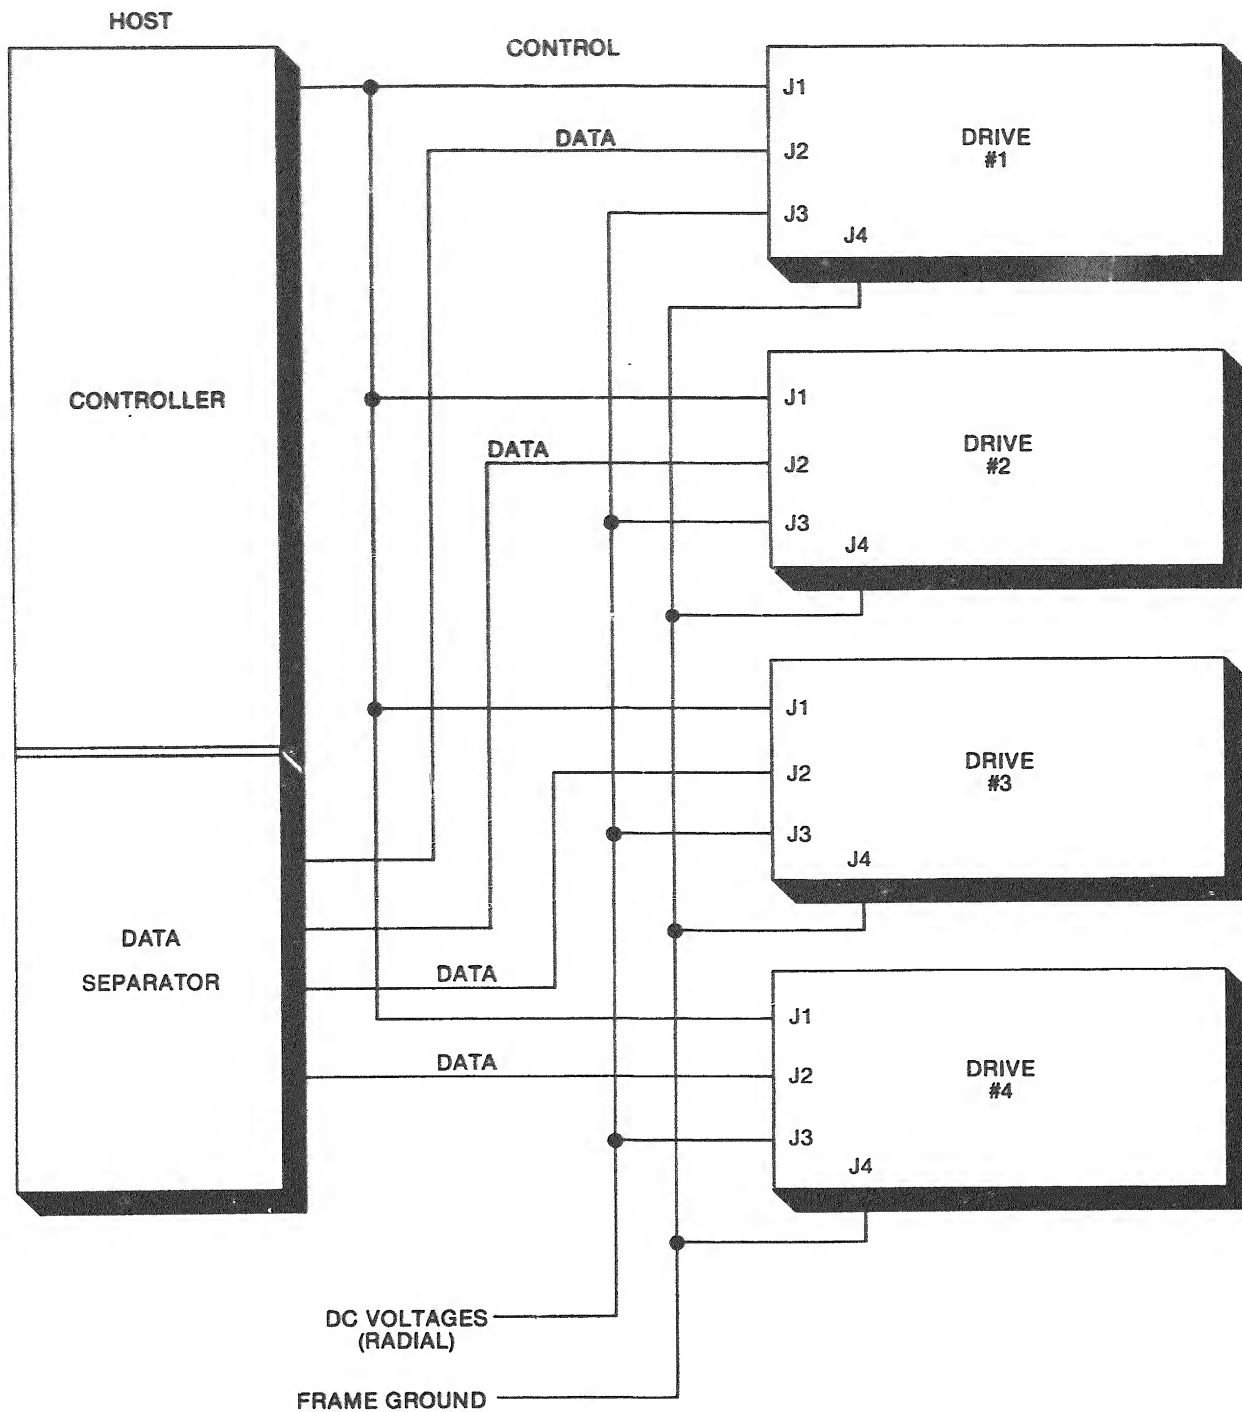 HOST
CONTROL
J1
DATA
J2
DRIVE
#1
J3
J4
CONTROLLER
J1
DATA
J2
DRIVE
#2
J3
J4
J1
J2
DRIVE
#3
J3
J4
DATA
SEPARATOR
DATA
J1
DATA
J2
DRIVE
#4
J3
J4
DC VOLTAGES
(RADIAL)
FRAME GROUND